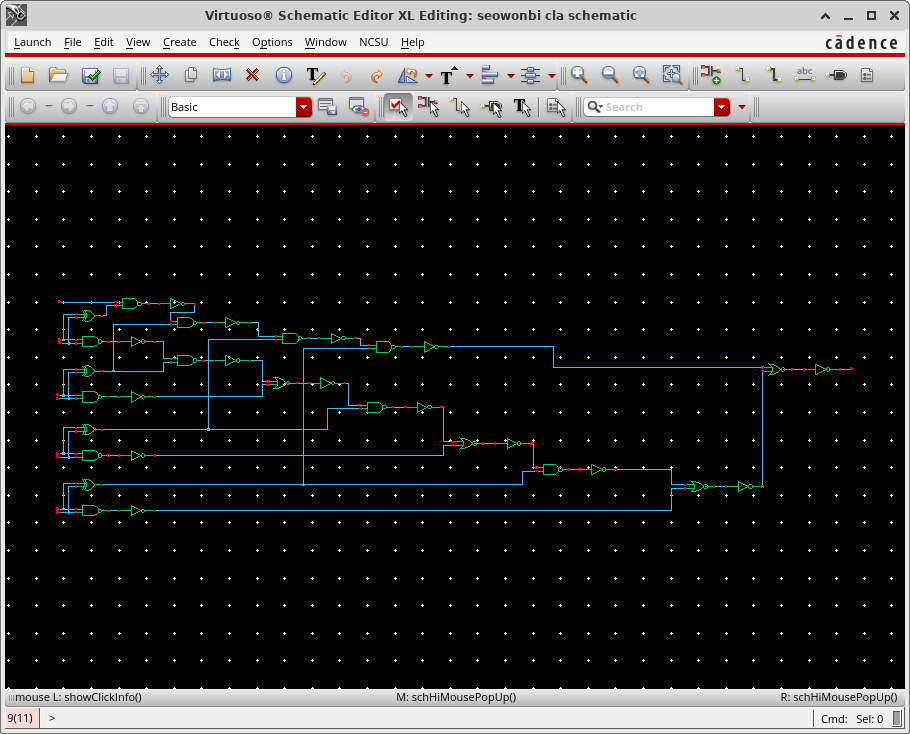 Virtuoso® Schematic Editor XL Editing: seowonbi cla schematic
Launch File Edit View Create Check Options Window NCSU Help cādence
T T abc
Basic T Search
mouse L: showClickInfo() M: schHiMousePopUp() R: schHiMousePopUp()
9(11) > Cmd: Sel: 0